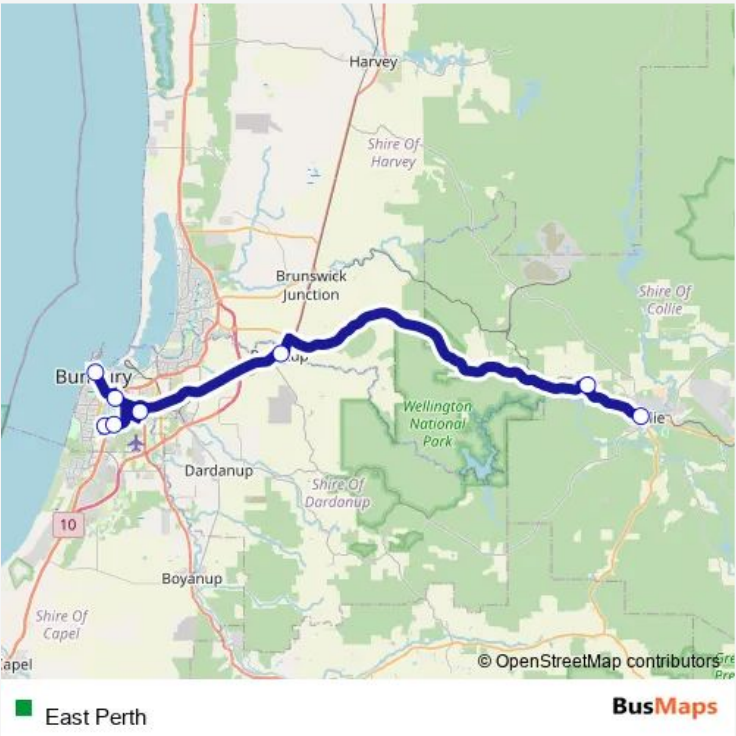 Harvey
Shire Of
Harvey
Brunswick
Junction
Shire Of
Collie
Wellington
National
Park
Dardanup
Shire Of
Dardanup
10
Boyanup
Shire Of
Capel
© OpenStreetMap contributors
East Perth
BusMaps